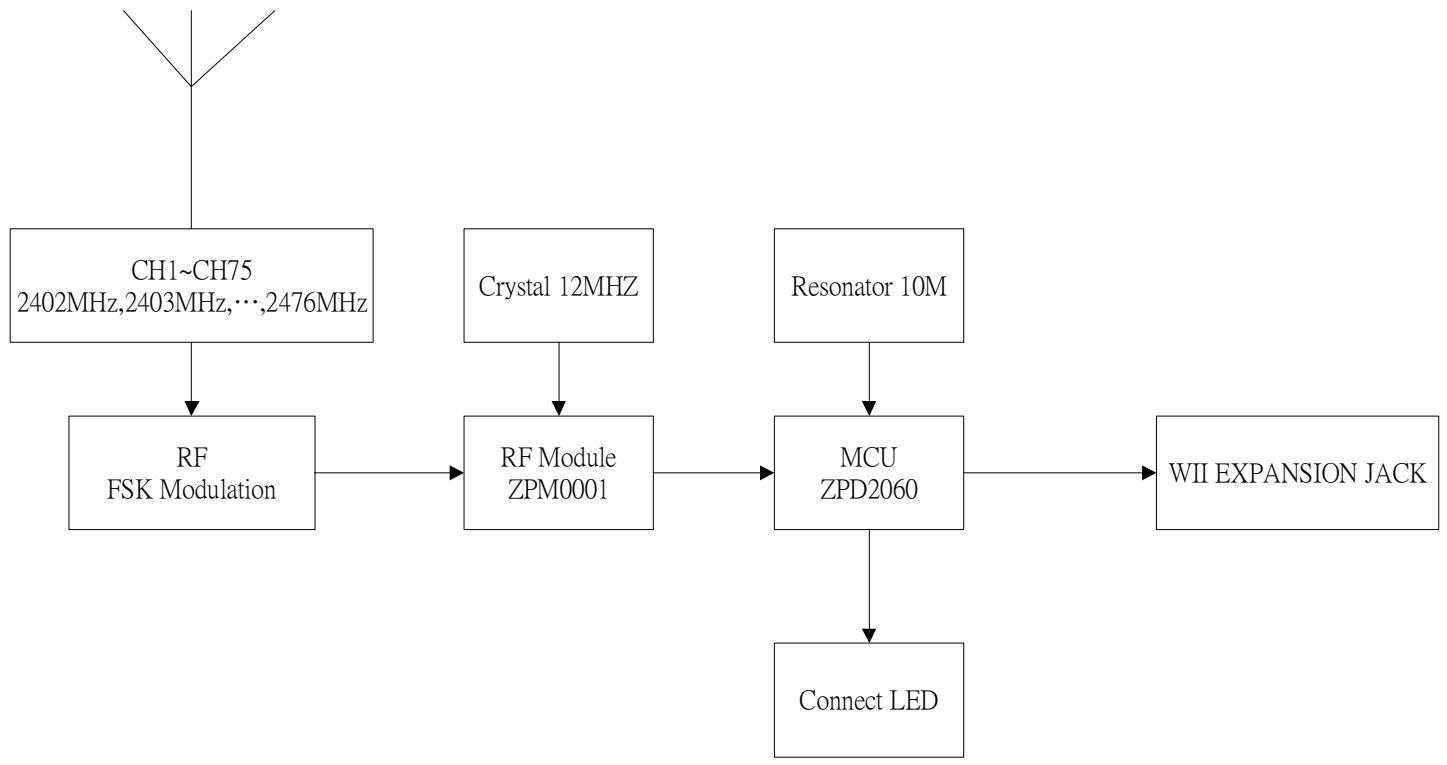 CH1~CH75
2402MHz,2403MHz,⋯,2476MHz
Crystal 12MHZ
Resonator 10M
RF
FSK Modulation
RF Module
ZPM0001
MCU
ZPD2060
WII EXPANSION JACK
Connect LED